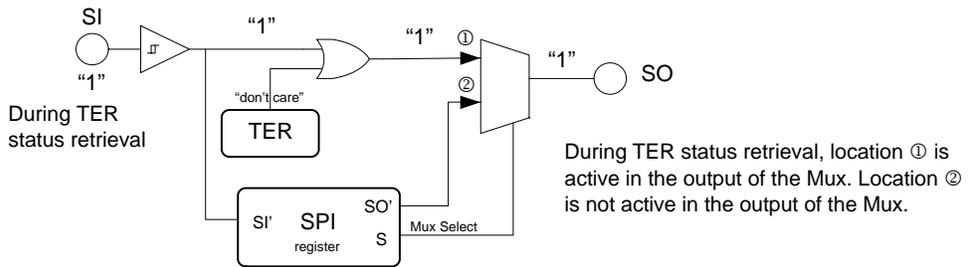 SI
“1”
“1”
①
“1”
SO
“1”
②
“don’t care”
TER
During TER
status retrieval
During TER status retrieval, location ① is
active in the output of the Mux. Location ②
is not active in the output of the Mux.
SI’
SPI
register
SO’
S
Mux Select